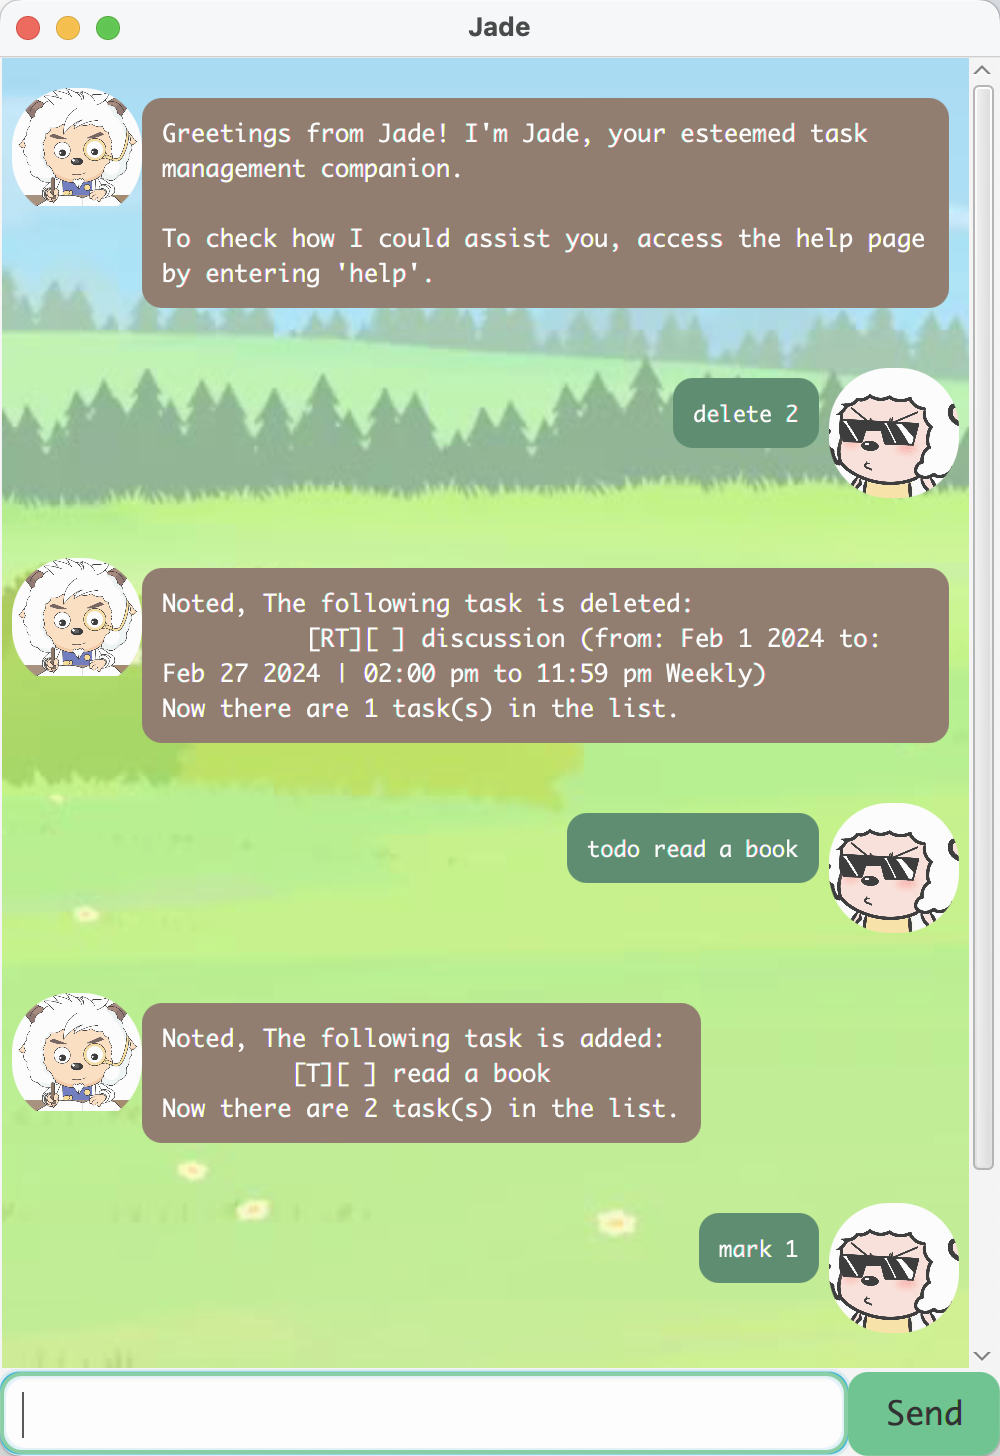 Jade
Greetings from Jade! I'm Jade, your esteemed task
management companion.
To check how I could assist you, access the help page
by entering 'help'.
delete 2
Noted, The following task is deleted:
[RT][ ] discussion (from: Feb 1 2024 to:
Feb 27 2024 | 02:00 pm to 11:59 pm Weekly)
Now there are 1 task(s) in the list.
todo read a book
Noted, The following task is added:
[T][ ] read a book
Now there are 2 task(s) in the list.
mark 1
Send